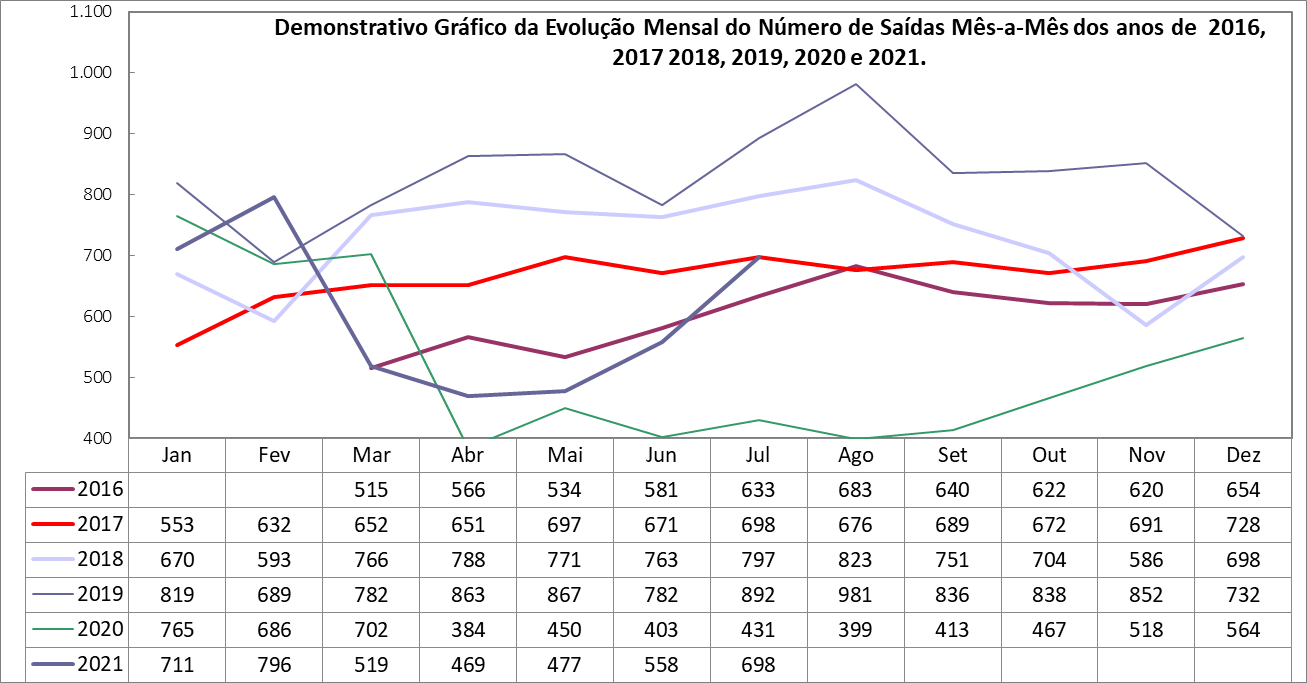 Demonstrativo Gráfico da Evolução Mensal do Número de Saídas Mês-a-Mês dos anos de 2016,
2017 2018, 2019, 2020 e 2021.
1.100
1.000
900
800
700
600
500
400
Jan Fev Mar Abr Mai Jun Jul Ago Set Out Nov Dez
2016 515 566 534 581 633 683 640 622 620 654
2017 553 632 652 651 697 671 698 676 689 672 691 728
2018 670 593 766 788 771 763 797 823 751 704 586 698
2019 819 689 782 863 867 782 892 981 836 838 852 732
2020 765 686 702 384 450 403 431 399 413 467 518 564
2021 711 796 519 469 477 558 698